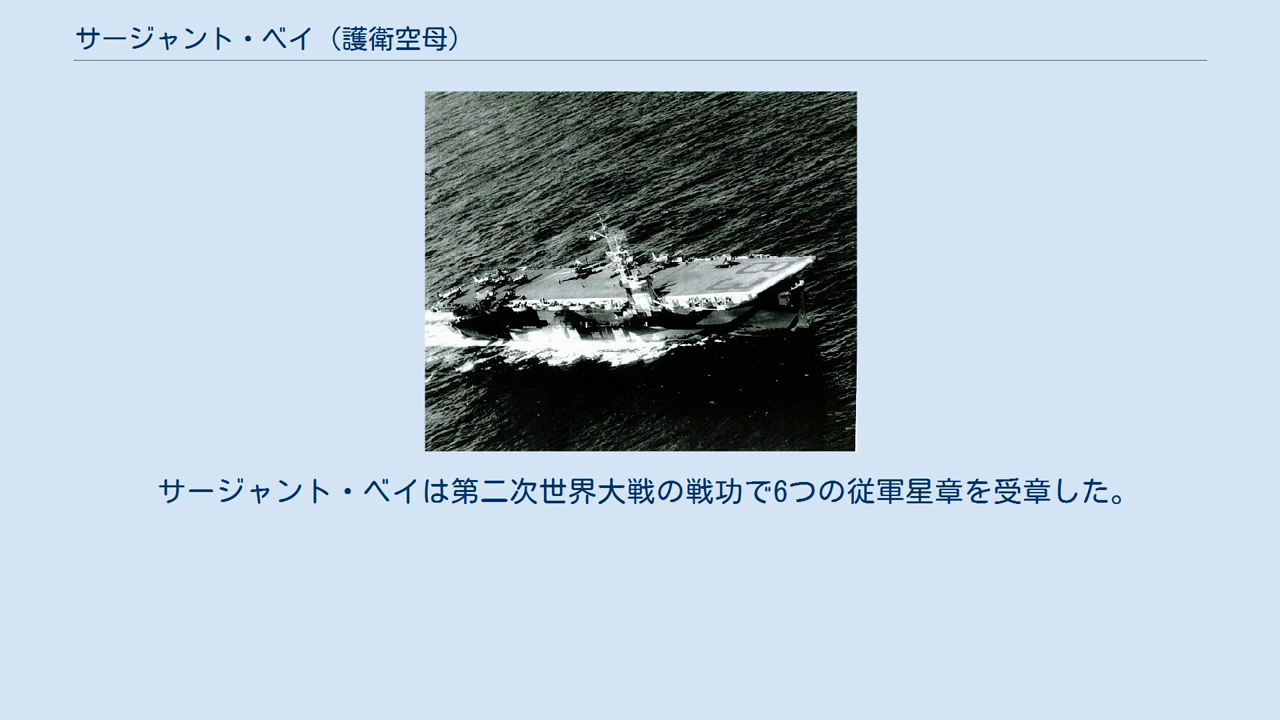 サージャント・ベイ（護衛空母）
サージャント・ベイは第二次世界大戦の戦功で6つの従軍星章を受章した。